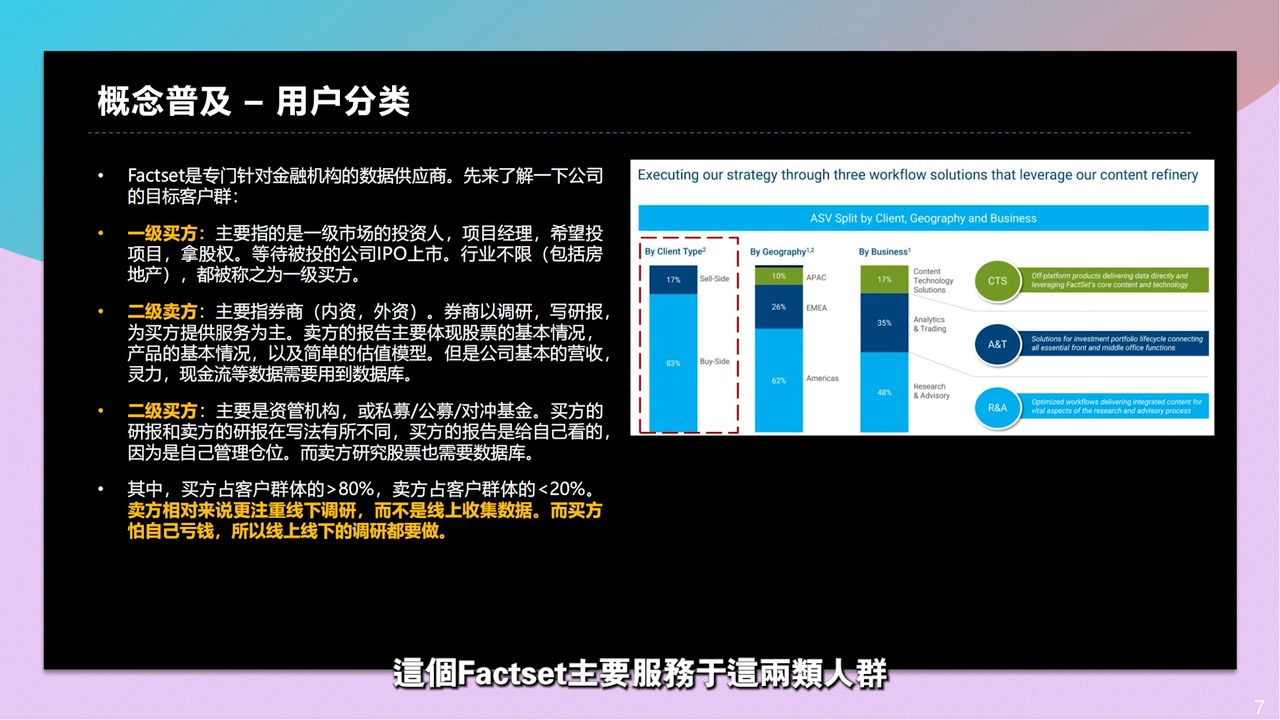 概念普及 – 用户分类
• Factset是专门针对金融机构的数据供应商。先来了解一下公司
的目标客户群：
• 一级买方：主要指的是一级市场的投资人，项目经理，希望投
项目，拿股权。等待被投的公司IPO上市。行业不限（包括房
地产），都被称之为一级买方。
• 二级卖方：主要指券商（内资，外资）。券商以调研，写研报，
为买方提供服务为主。卖方的报告主要体现股票的基本情况，
产品的基本情况，以及简单的估值模型。但是公司基本的营收，
灵力，现金流等数据需要用到数据库。
• 二级买方：主要是资管机构，或私募/公募/对冲基金。买方的
研报和卖方的研报在写法有所不同，买方的报告是给自己看的，
因为是自己管理仓位。而卖方研究股票也需要数据库。
• 其中，买方占客户群体的>80%，卖方占客户群体的<20%。
卖方相对来说更注重线下调研，而不是线上收集数据。而买方
怕自己亏钱，所以线上线下的调研都要做。
Executing our strategy through three workflow solutions that leverage our content refinery
ASV Split by Client, Geography and Business
By Client Type²
17%
Sell-Side
83%
Buy-Side
By Geography¹,²
10%
APAC
26%
EMEA
62%
Americas
By Business¹
17%
Content
Technology
Solutions
35%
Analytics
& Trading
48%
Research
& Advisory
CTS
Off-platform products delivering data directly and
leveraging FactSet's core content and technology
A&T
Solutions for investment portfolio lifecycle connecting
all essential front and middle office functions
R&A
Optimized workflows delivering integrated content for
vital aspects of the research and advisory process
這個Factset主要服務于這兩類人群
7